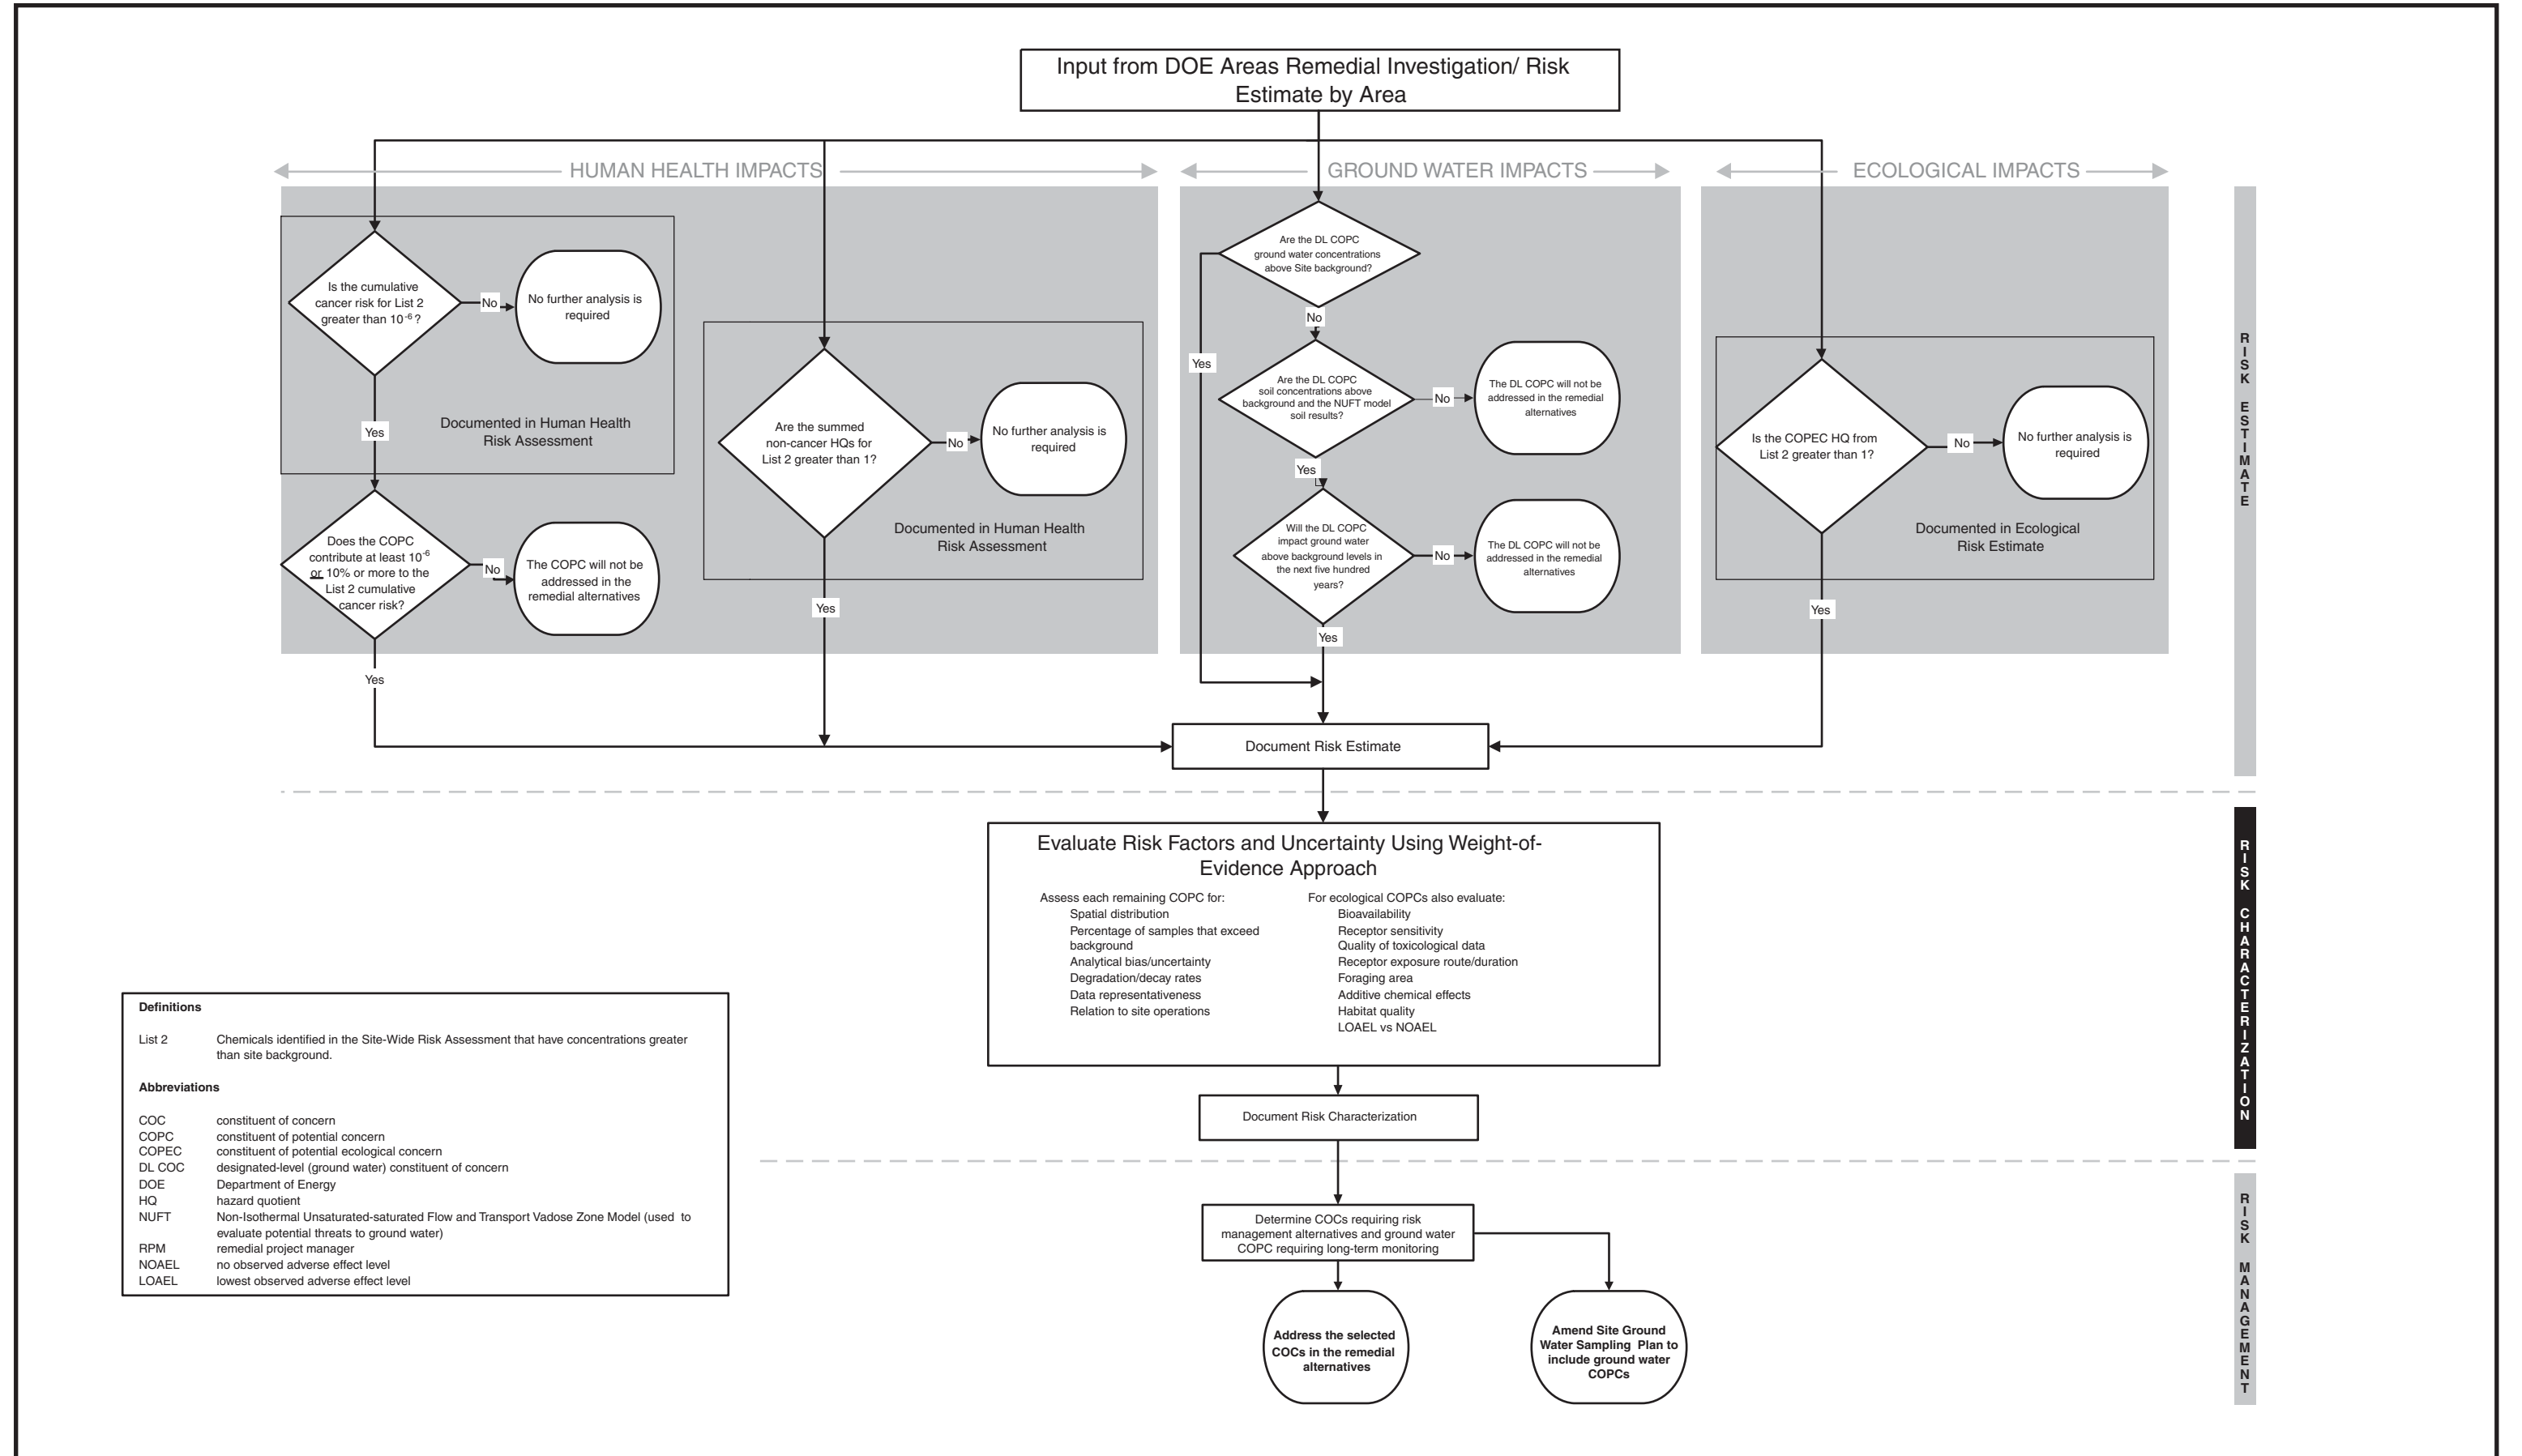 Input from DOE Areas Remedial Investigation/ Risk
Estimate by Area
HUMAN HEALTH IMPACTS
GROUND WATER IMPACTS
ECOLOGICAL IMPACTS
Is the cumulative
cancer risk for List 2
greater than 10⁻⁶ ?
No
No further analysis is
required
Documented in Human Health
Risk Assessment
Yes
Does the COPC
contribute at least 10⁻⁶
or 10% or more to the
List 2 cumulative
cancer risk?
No
The COPC will not be
addressed in the
remedial alternatives
Yes
Are the summed
non-cancer HQs for
List 2 greater than 1?
No
No further analysis is
required
Documented in Human Health
Risk Assessment
Yes
Are the DL COPC
ground water concentrations
above Site background?
Yes
No
Are the DL COPC
soil concentrations above
background and the NUFT model
soil results?
No
The DL COPC will not be
addressed in the remedial
alternatives
Yes
Will the DL COPC
impact ground water
above background levels in
the next five hundred
years?
No
The DL COPC will not be
addressed in the remedial
alternatives
Yes
Is the COPEC HQ from
List 2 greater than 1?
No
No further analysis is
required
Documented in Ecological
Risk Estimate
Yes
RISK ESTIMATE
Document Risk Estimate
Evaluate Risk Factors and Uncertainty Using Weight-of-
Evidence Approach
Assess each remaining COPC for:
Spatial distribution
Percentage of samples that exceed
background
Analytical bias/uncertainty
Degradation/decay rates
Data representativeness
Relation to site operations
For ecological COPCs also evaluate:
Bioavailability
Receptor sensitivity
Quality of toxicological data
Receptor exposure route/duration
Foraging area
Additive chemical effects
Habitat quality
LOAEL vs NOAEL
RISK CHARACTERIZATION
Document Risk Characterization
Determine COCs requiring risk
management alternatives and ground water
COPC requiring long-term monitoring
Address the selected
COCs in the remedial
alternatives
Amend Site Ground
Water Sampling Plan to
include ground water
COPCs
RISK MANAGEMENT
Definitions
List 2 Chemicals identified in the Site-Wide Risk Assessment that have concentrations greater
than site background.
Abbreviations
COC constituent of concern
COPC constituent of potential concern
COPEC constituent of potential ecological concern
DL COC designated-level (ground water) constituent of concern
DOE Department of Energy
HQ hazard quotient
NUFT Non-Isothermal Unsaturated-saturated Flow and Transport Vadose Zone Model (used to
evaluate potential threats to ground water)
RPM remedial project manager
NOAEL no observed adverse effect level
LOAEL lowest observed adverse effect level